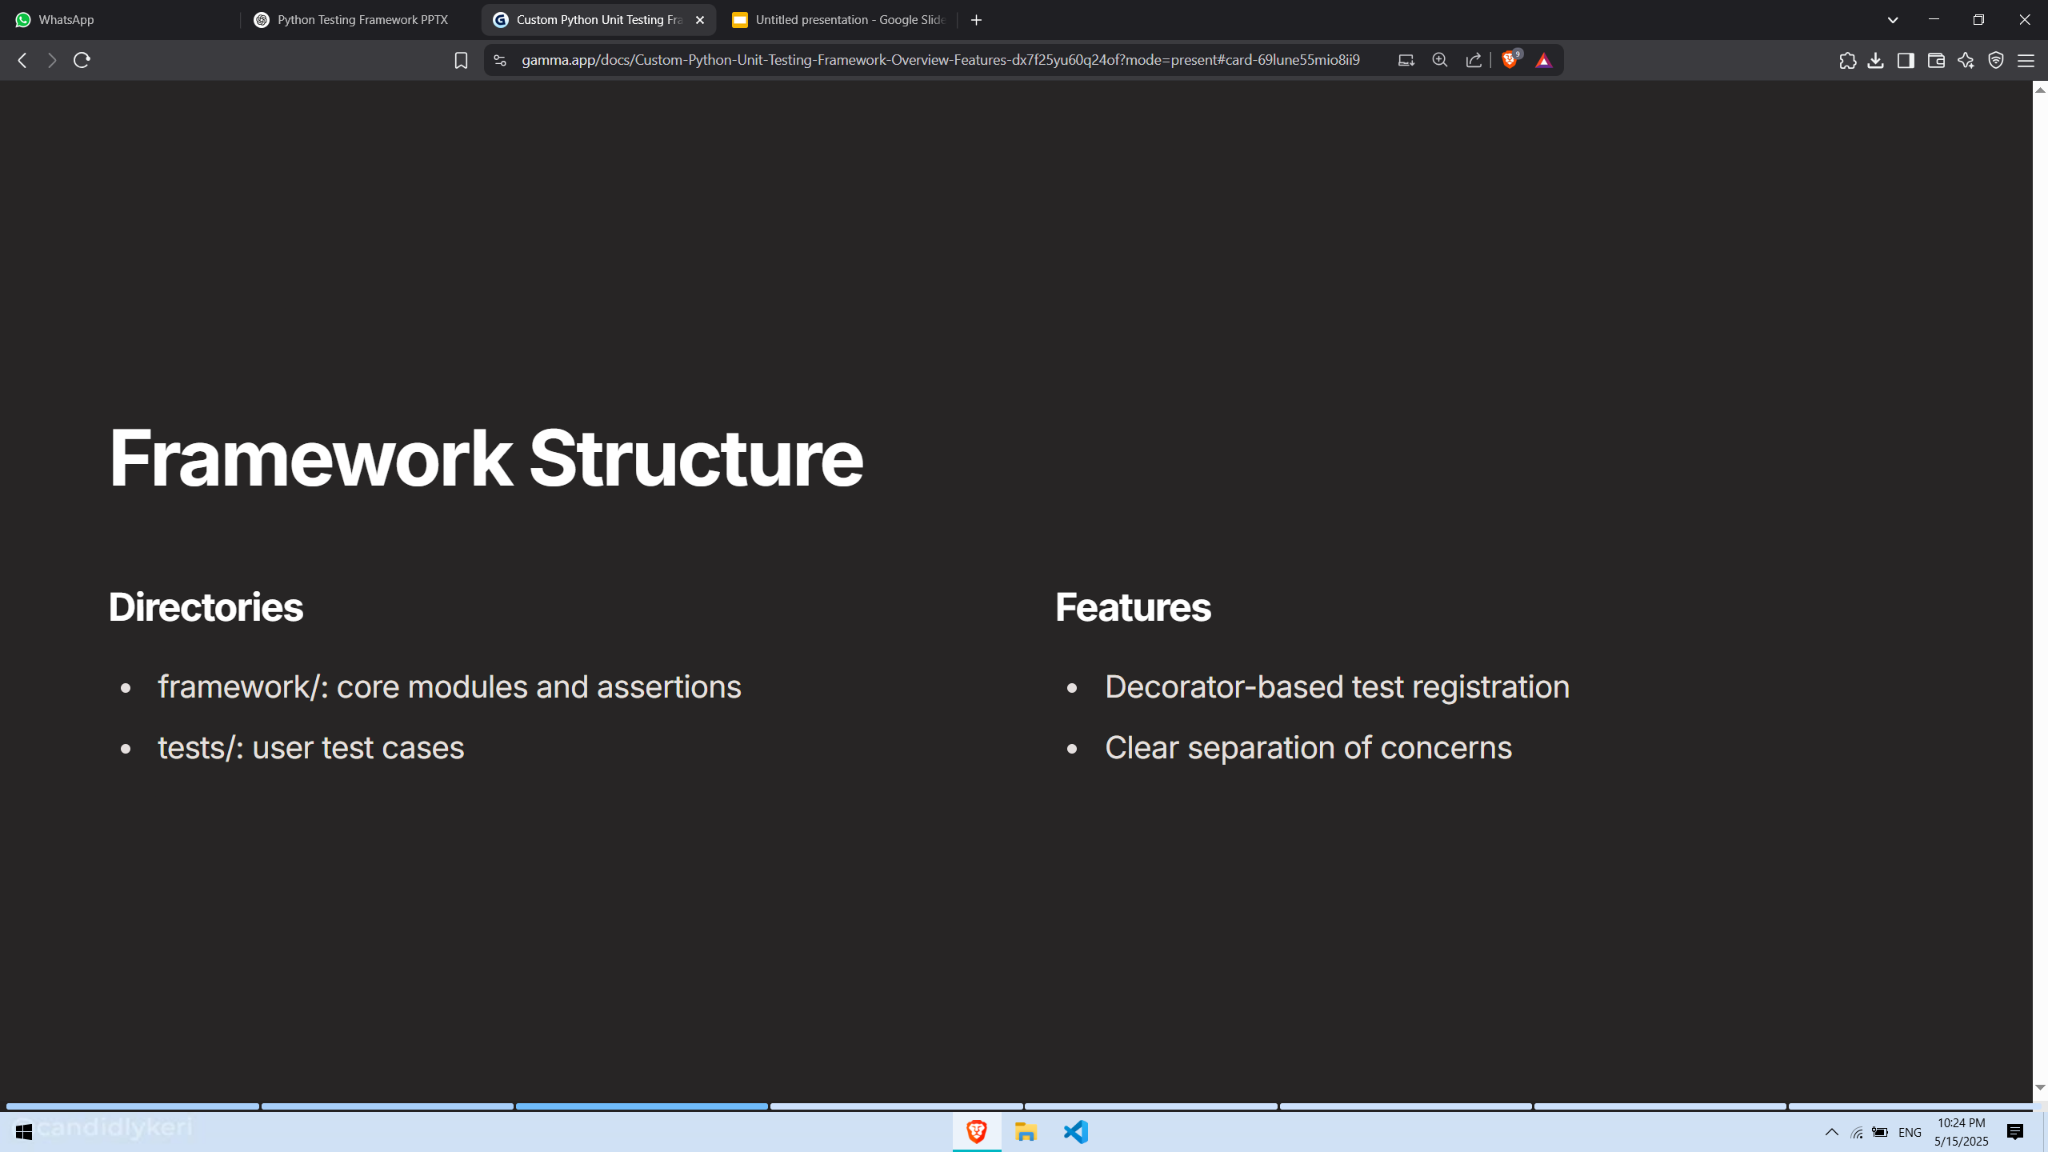 WhatsApp
Python Testing Framework PPTX
Custom Python Unit Testing Fra
Untitled presentation - Google Slide
gamma.app/docs/Custom-Python-Unit-Testing-Framework-Overview-Features-dx7f25yu60q24of?mode=present#card-69lune55mio8ii9
9
Framework Structure
Directories
• framework/: core modules and assertions
• tests/: user test cases
Features
• Decorator-based test registration
• Clear separation of concerns
candidlykeri
ENG
10:24 PM
5/15/2025